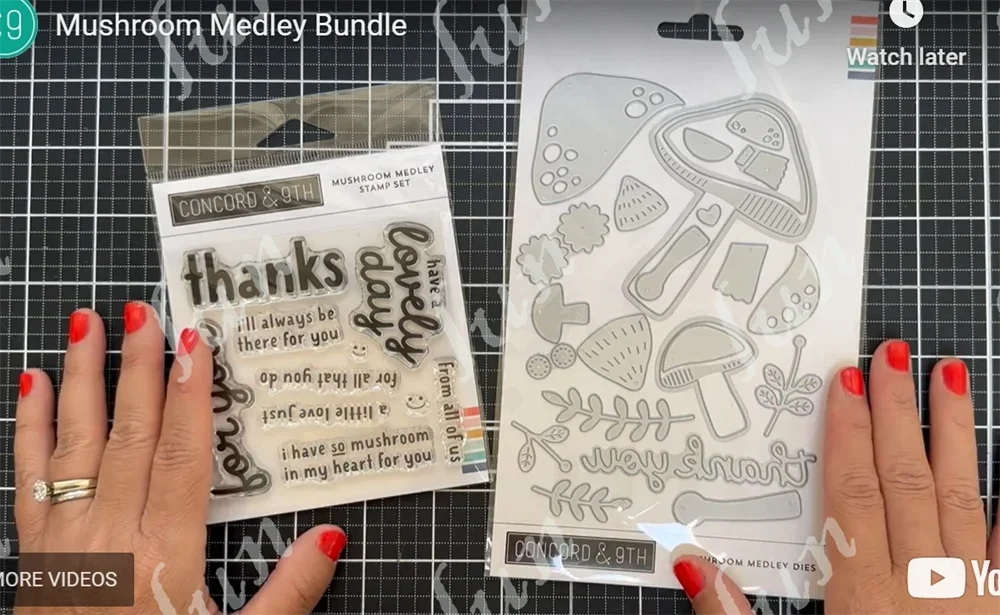 Mushroom Medley Bundle
Watch later
CONCORD & 9TH
MUSHROOM MEDLEY
STAMP SET
thanks
have a
lovely
day
i'll always be
there for you
for you
for all that you do
a little love just
from all of us
i have so mushroom
in my heart for you
thank you
CONCORD & 9TH
MEDLEY DIES
MORE VIDEOS